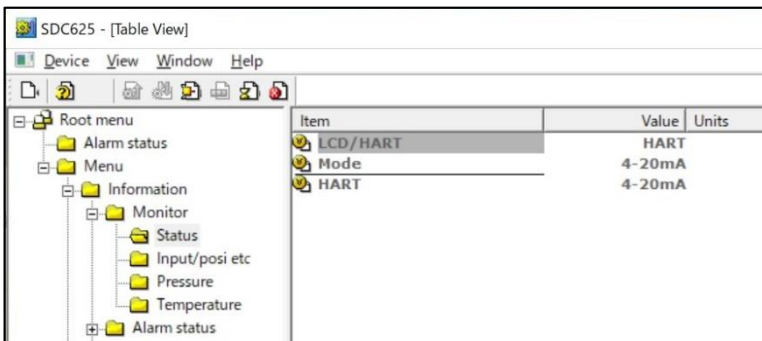 SDC625 - [Table View]
Device View Window Help
Root menu
Alarm status
Menu
Information
Monitor
Status
Input/posi etc
Pressure
Temperature
Alarm status
Item Value Units
LCD/HART HART
Mode 4-20mA
HART 4-20mA